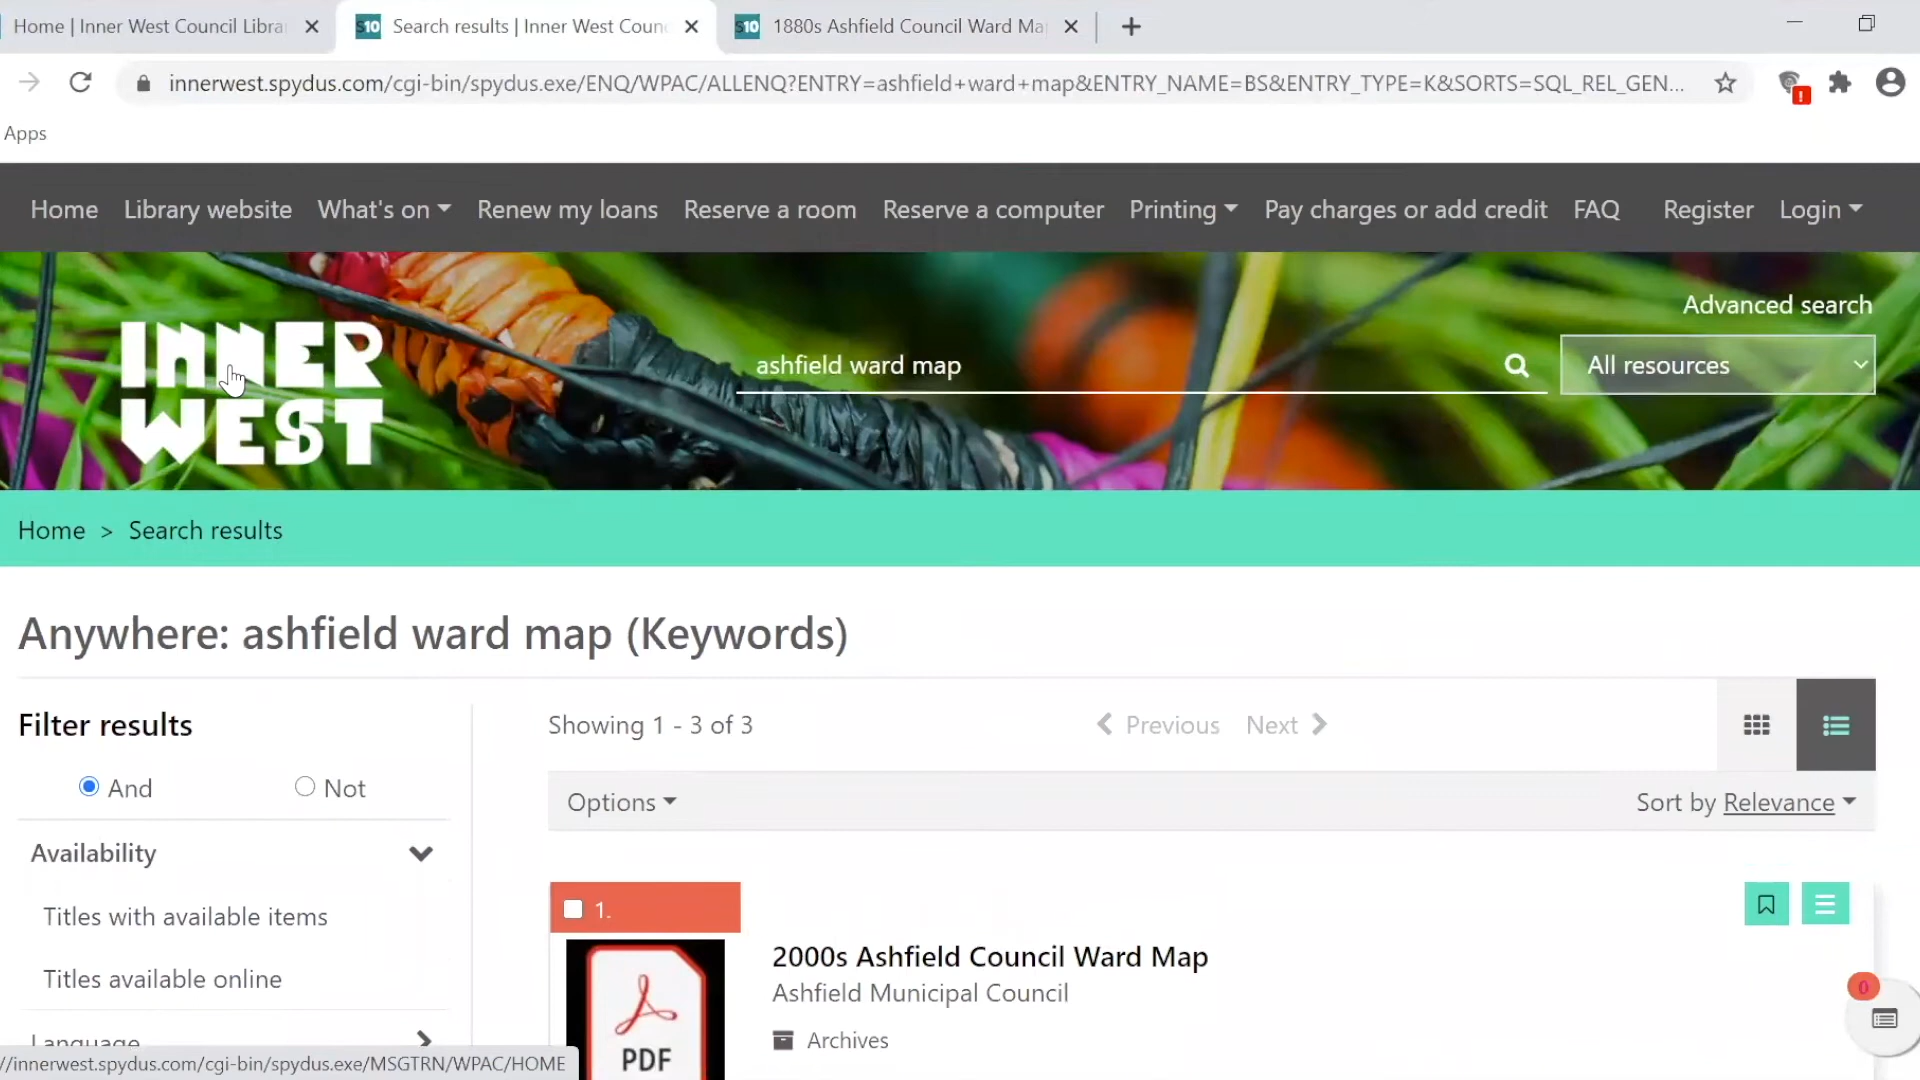 Home | Inner West Council Librar
S10 Search results | Inner West Coun
S10 1880s Ashfield Council Ward Ma
innerwest.spydus.com/cgi-bin/spydus.exe/ENQ/WPAC/ALLENQ?ENTRY=ashfield+ward+map&ENTRY_NAME=BS&ENTRY_TYPE=K&SORTS=SQL_REL_GEN...
Apps
Home Library website What's on Renew my loans Reserve a room Reserve a computer Printing Pay charges or add credit FAQ Register Login
Advanced search
INNER
WEST
ashfield ward map
All resources
Home > Search results
Anywhere: ashfield ward map (Keywords)
Filter results
And Not
Availability
Titles with available items
Titles available online
Language
Showing 1 - 3 of 3
Previous Next
Options
Sort by Relevance
1.
PDF
2000s Ashfield Council Ward Map
Ashfield Municipal Council
Archives
0
//innerwest.spydus.com/cgi-bin/spydus.exe/MSGTRN/WPAC/HOME